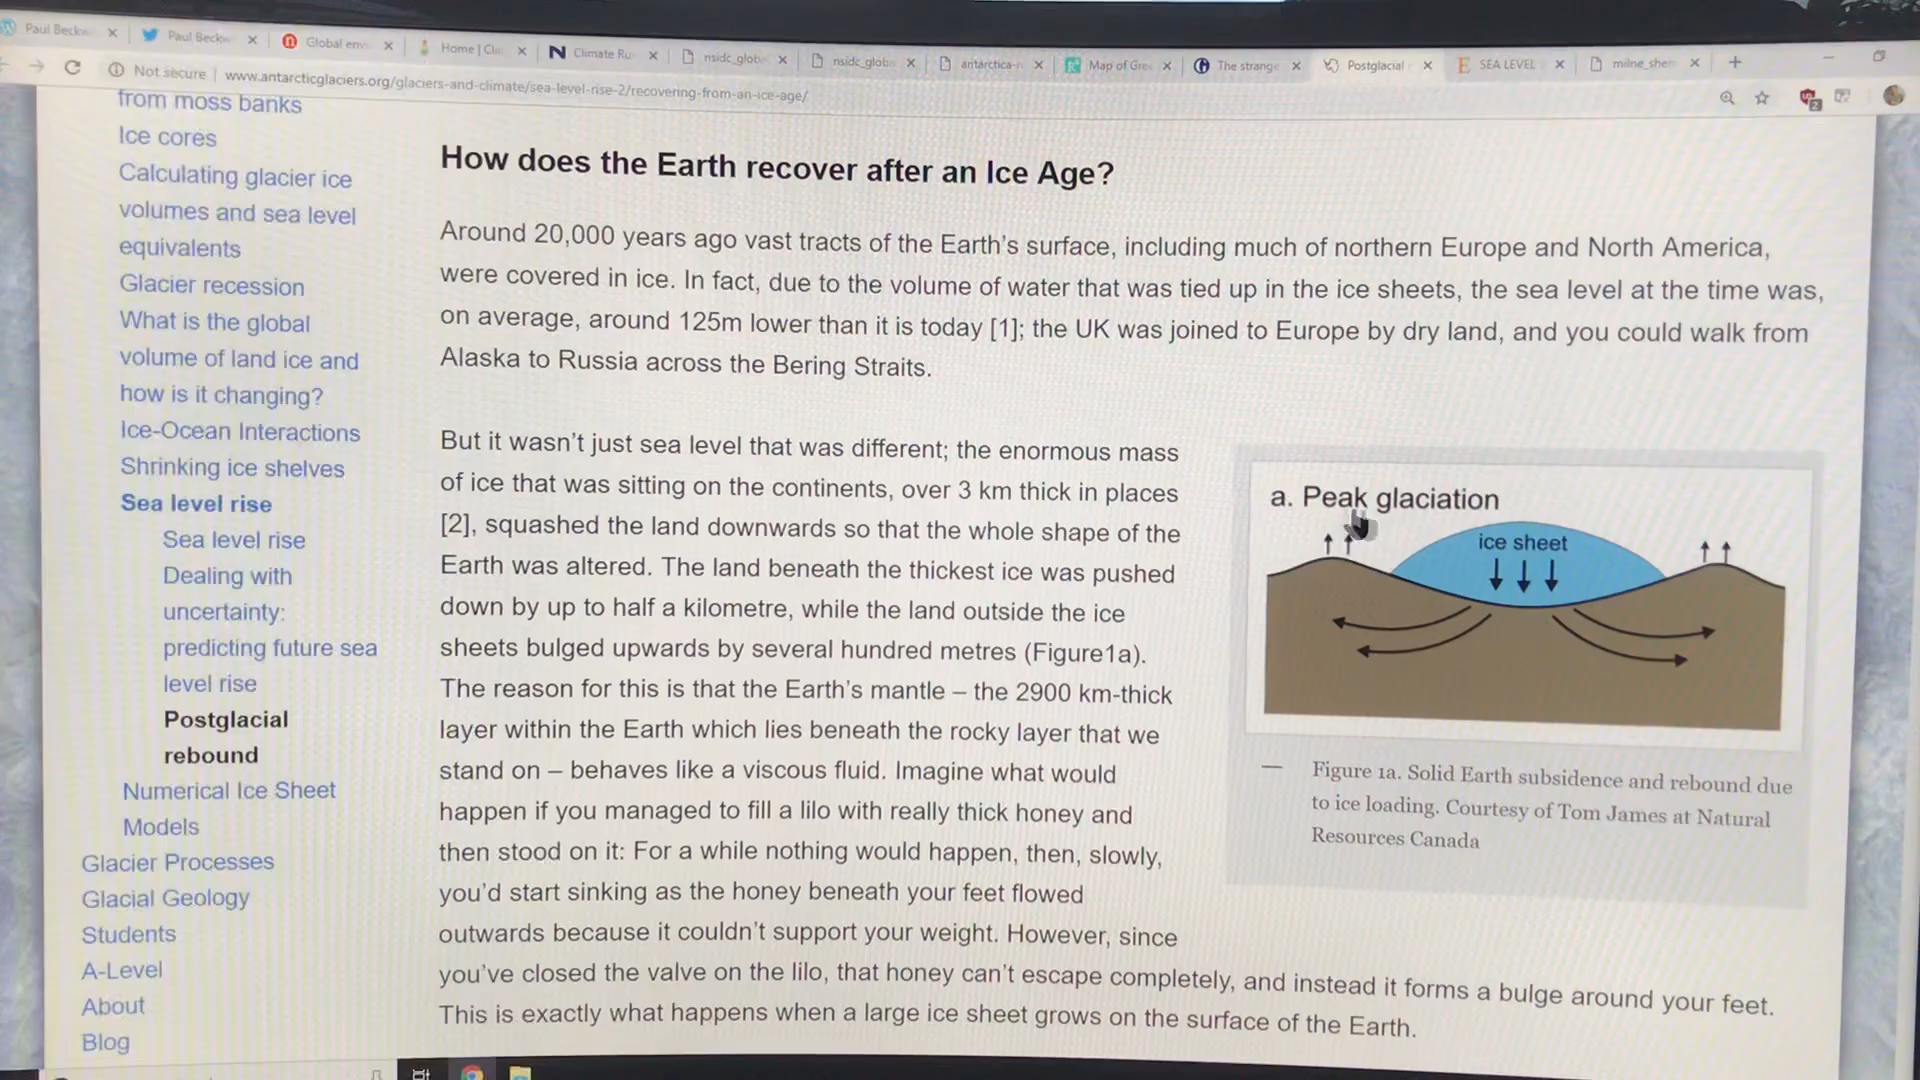 Paul Beckw
Paul Beckw
Global env
Home | Cli
Climate Ru
nsidc_glob
nsidc_glob
antarctica-n
Map of Gre
The strange
Postglacial
SEA LEVEL
milne_shen
Not secure | www.antarcticglaciers.org/glaciers-and-climate/sea-level-rise-2/recovering-from-an-ice-age/
from moss banks
Ice cores
Calculating glacier ice
volumes and sea level
equivalents
Glacier recession
What is the global
volume of land ice and
how is it changing?
Ice-Ocean Interactions
Shrinking ice shelves
Sea level rise
Sea level rise
Dealing with
uncertainty:
predicting future sea
level rise
Postglacial
rebound
Numerical Ice Sheet
Models
Glacier Processes
Glacial Geology
Students
A-Level
About
Blog
How does the Earth recover after an Ice Age?
Around 20,000 years ago vast tracts of the Earth's surface, including much of northern Europe and North America,
were covered in ice. In fact, due to the volume of water that was tied up in the ice sheets, the sea level at the time was,
on average, around 125m lower than it is today [1]; the UK was joined to Europe by dry land, and you could walk from
Alaska to Russia across the Bering Straits.
But it wasn't just sea level that was different; the enormous mass
of ice that was sitting on the continents, over 3 km thick in places
[2], squashed the land downwards so that the whole shape of the
Earth was altered. The land beneath the thickest ice was pushed
down by up to half a kilometre, while the land outside the ice
sheets bulged upwards by several hundred metres (Figure1a).
The reason for this is that the Earth's mantle – the 2900 km-thick
layer within the Earth which lies beneath the rocky layer that we
stand on – behaves like a viscous fluid. Imagine what would
happen if you managed to fill a lilo with really thick honey and
then stood on it: For a while nothing would happen, then, slowly,
you'd start sinking as the honey beneath your feet flowed
outwards because it couldn't support your weight. However, since
you've closed the valve on the lilo, that honey can't escape completely, and instead it forms a bulge around your feet.
This is exactly what happens when a large ice sheet grows on the surface of the Earth.
a. Peak glaciation
ice sheet
— Figure 1a. Solid Earth subsidence and rebound due
to ice loading. Courtesy of Tom James at Natural
Resources Canada